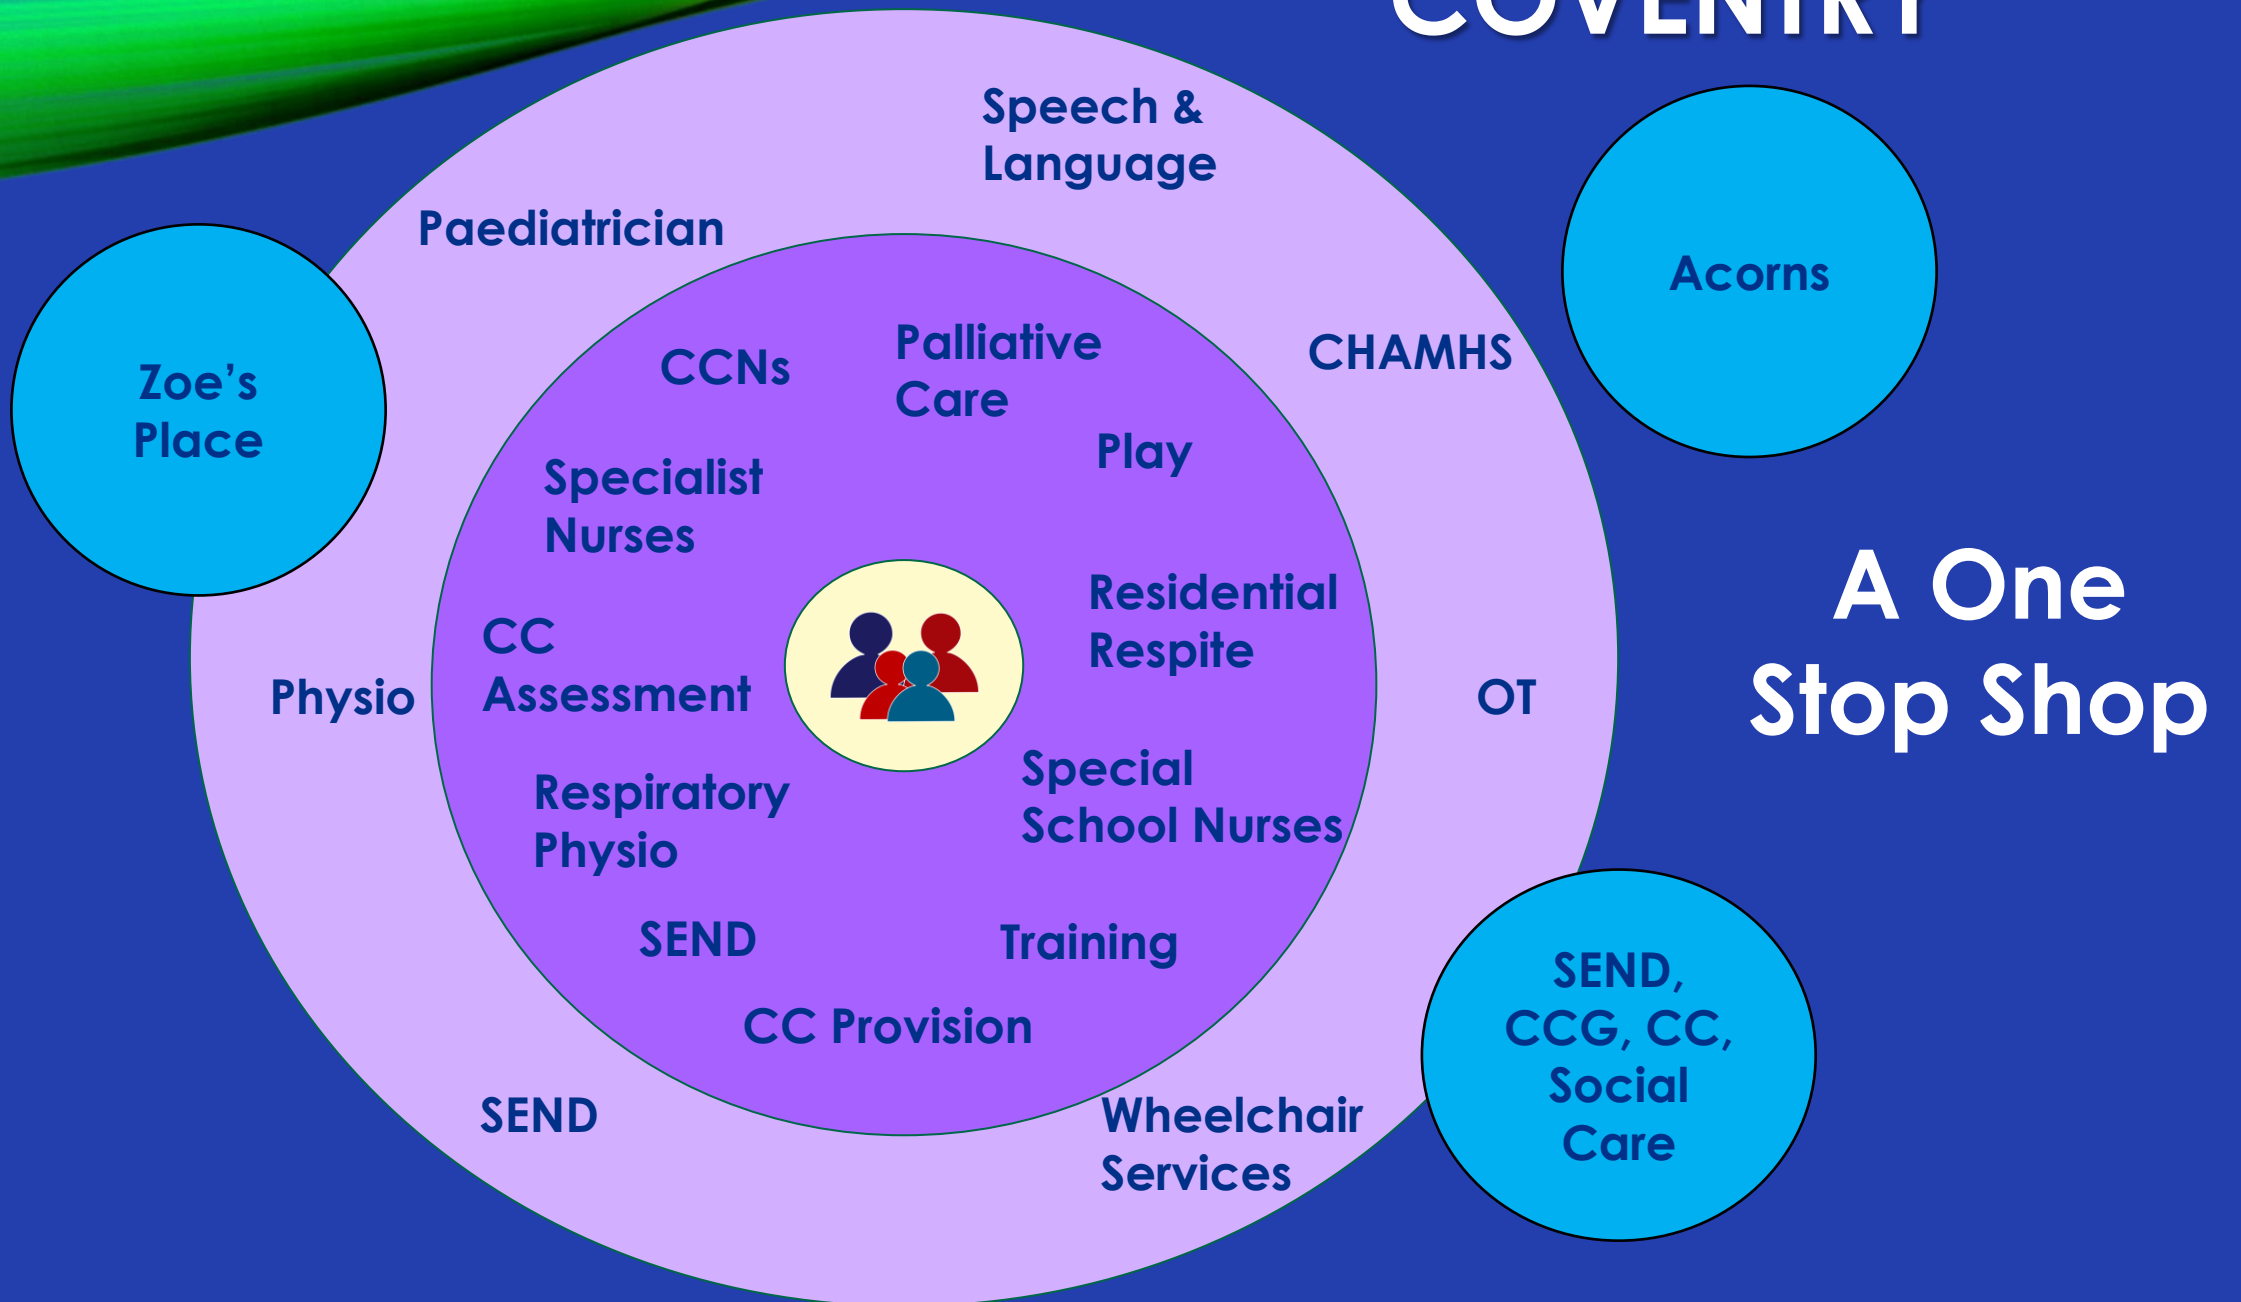 COVENTRY
Speech &
Language
Paediatrician
Acorns
CHAMHS
Zoe's
Place
CCNs
Palliative
Care
Play
Specialist
Nurses
Residential
Respite
CC
Assessment
Physio
OT
A One
Stop Shop
Respiratory
Physio
Special
School Nurses
SEND
Training
CC Provision
SEND,
CCG, CC,
Social
Care
SEND
Wheelchair
Services